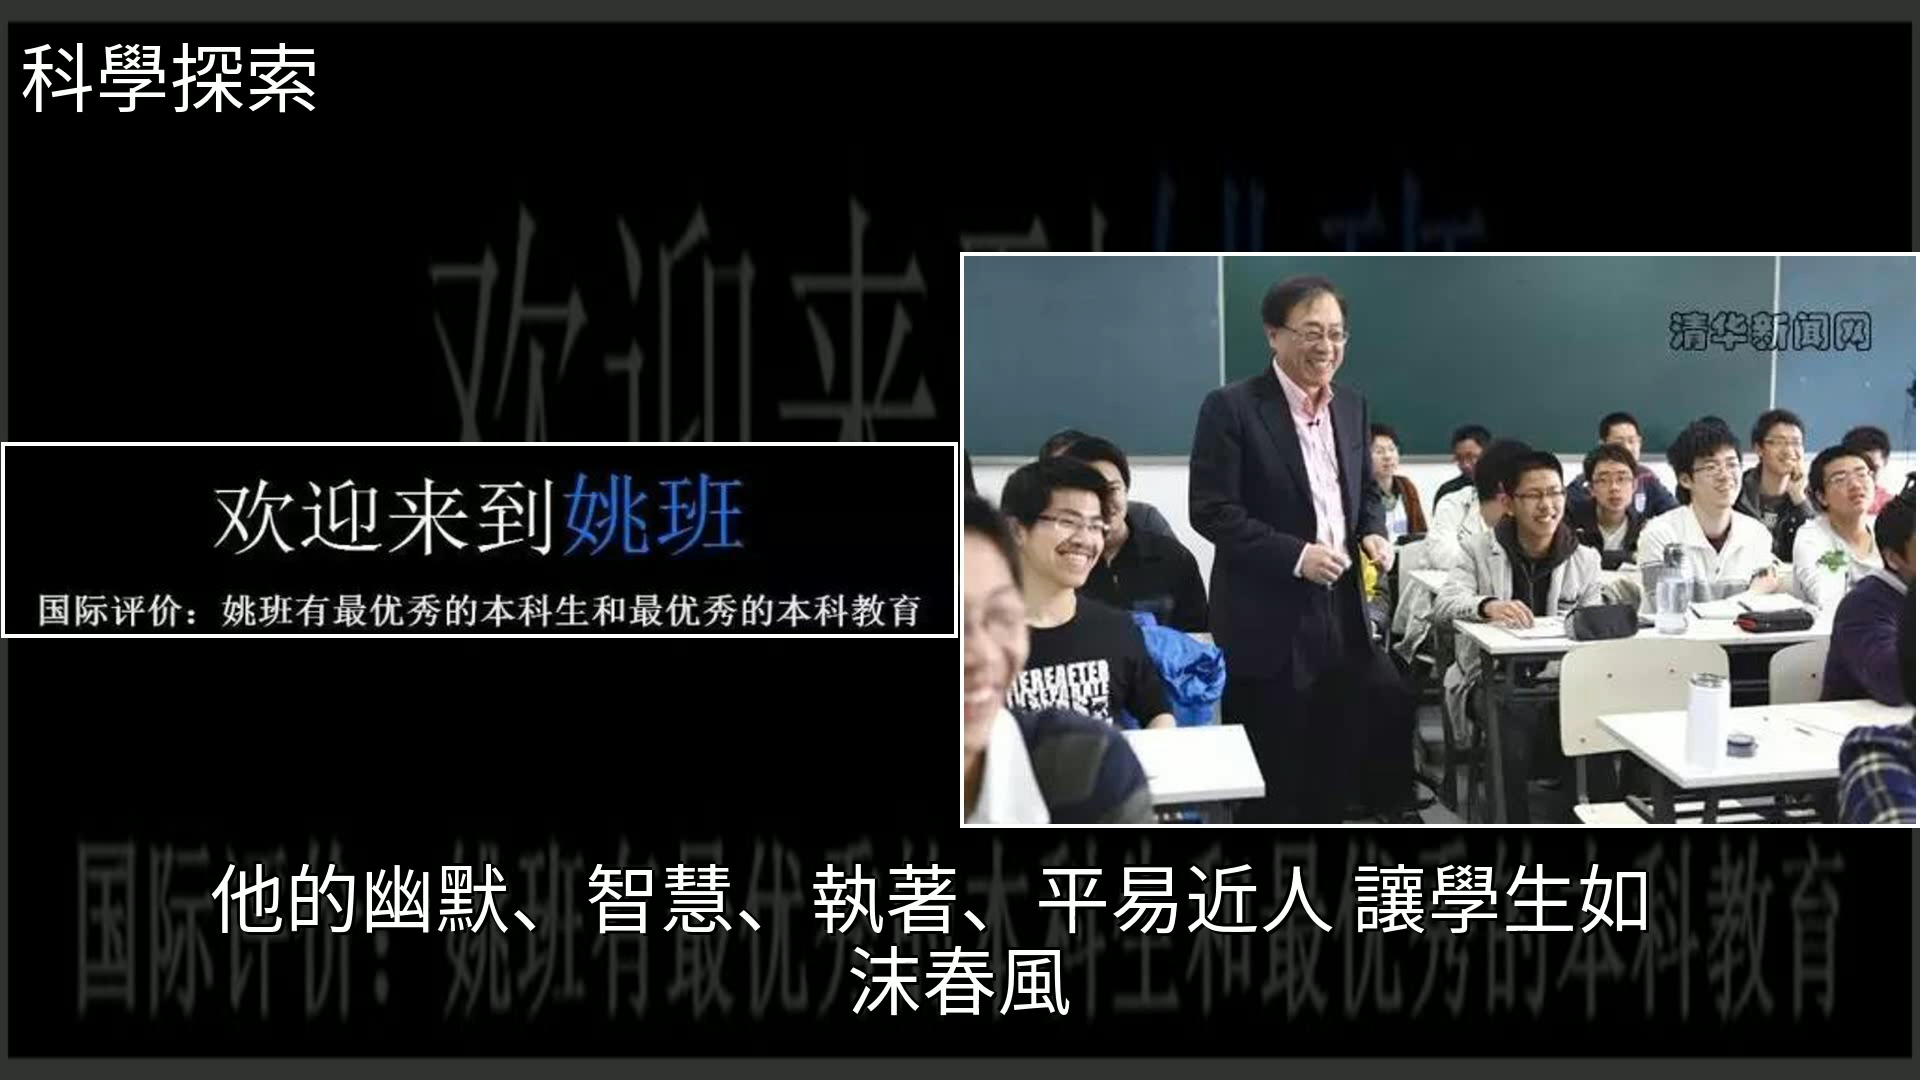 科學探索
欢迎来到姚班
国际评价：姚班有最优秀的本科生和最优秀的本科教育
清华新闻网
他的幽默、智慧、執著、平易近人 讓學生如
沫春風